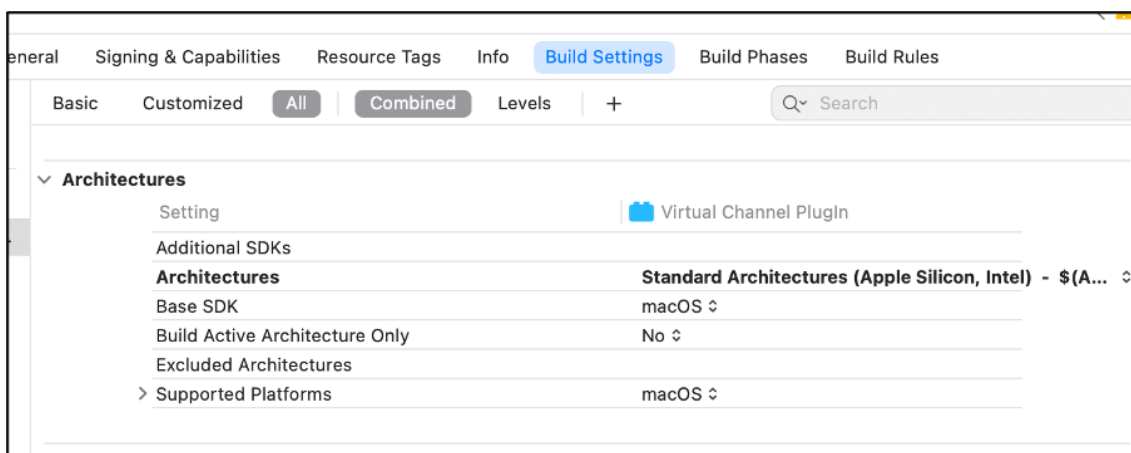 eneral Signing & Capabilities Resource Tags Info Build Settings Build Phases Build Rules
Basic Customized All Combined Levels + Search
Architectures
Setting Virtual Channel PlugIn
Additional SDKs
Architectures Standard Architectures (Apple Silicon, Intel) - $(A...
Base SDK macOS
Build Active Architecture Only No
Excluded Architectures
Supported Platforms macOS